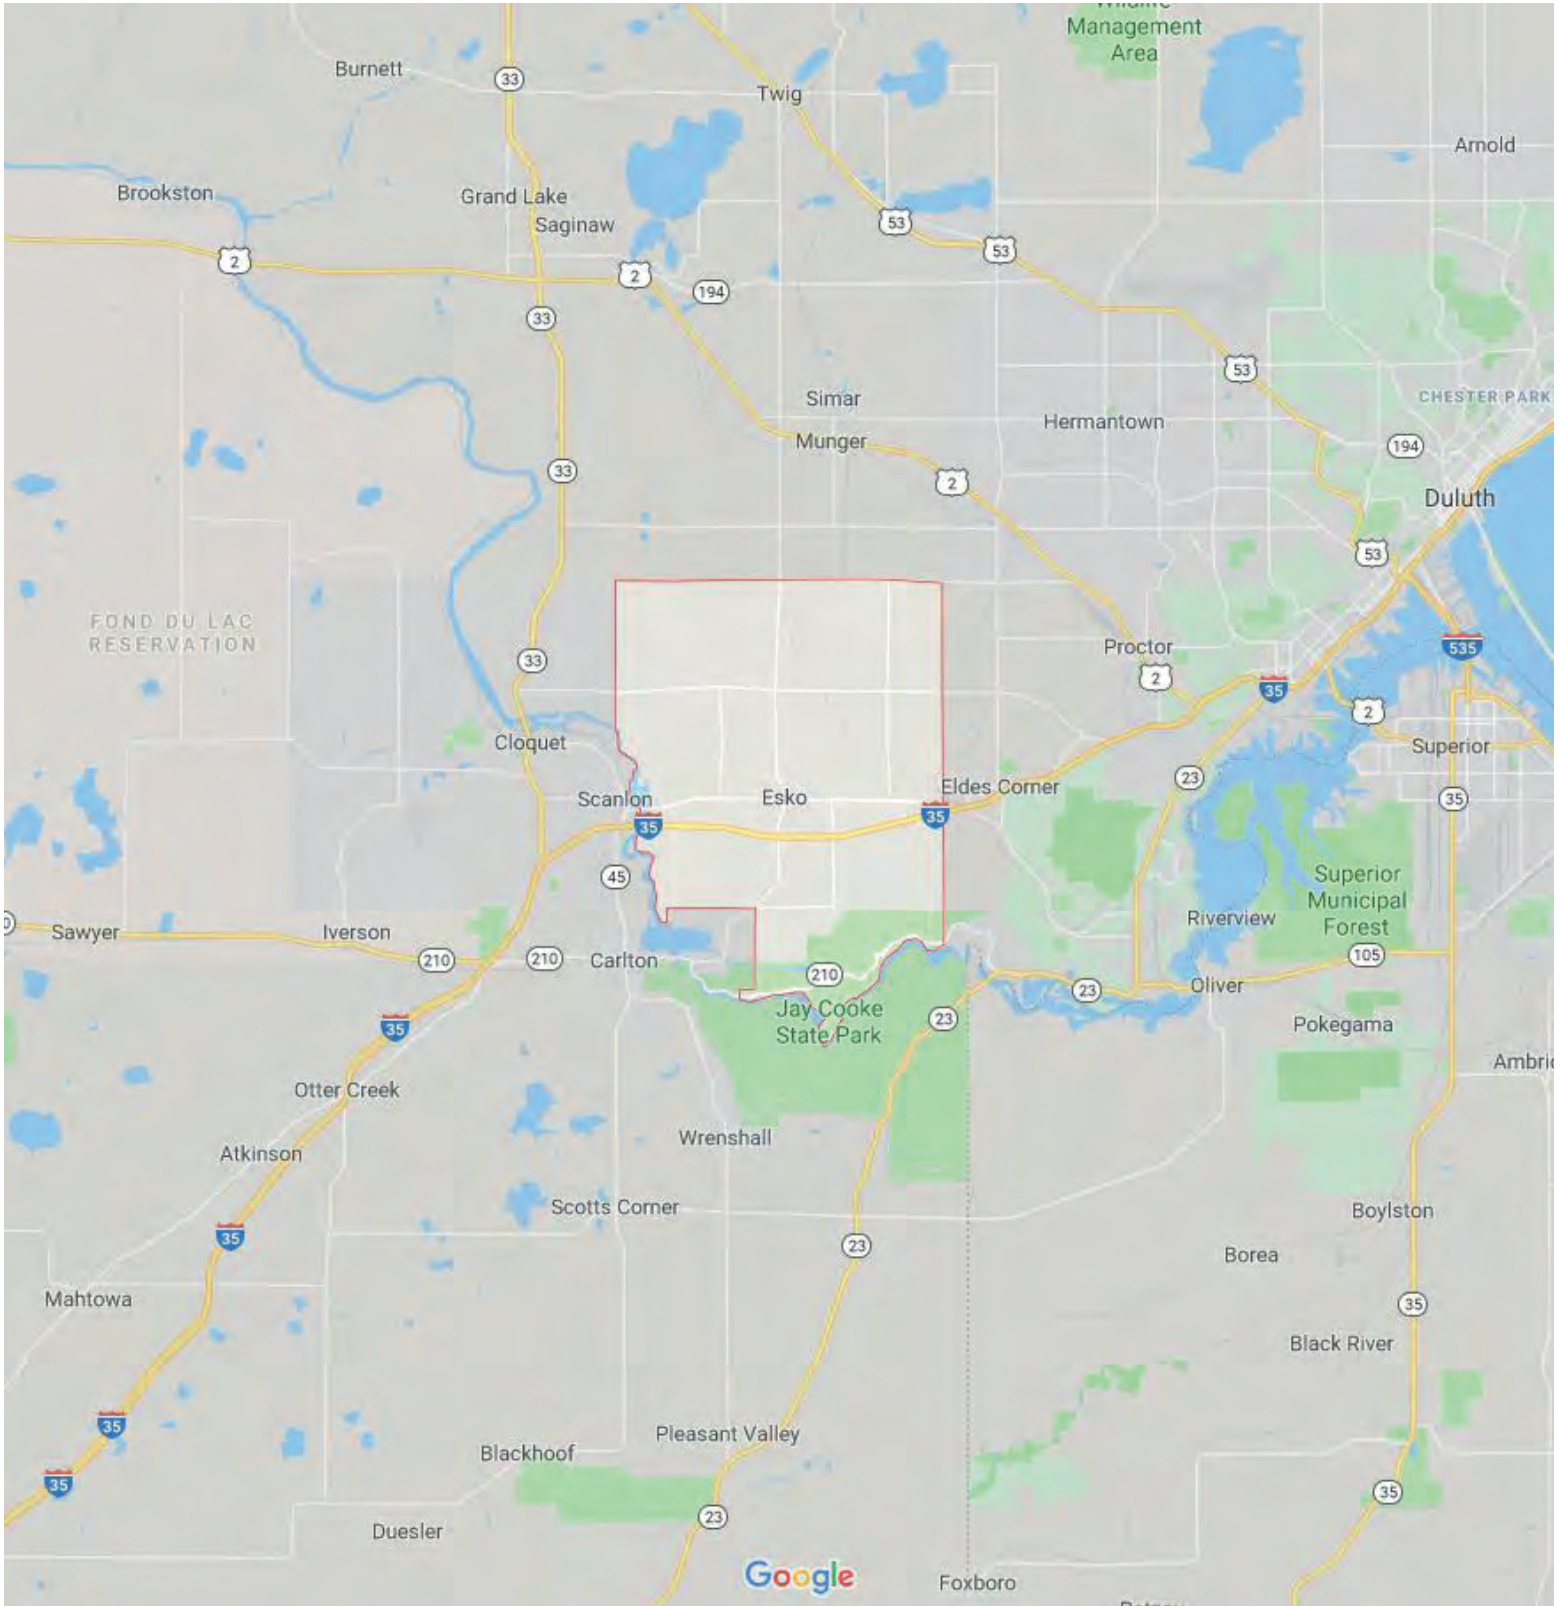 Management
Area
Burnett
33
Twig
Arnold
Brookston
Grand Lake
Saginaw
53
53
2
2
194
33
53
Simar
CHESTER PARK
Hermantown
Munger
194
33
2
Duluth
53
FOND DU LAC
RESERVATION
33
Proctor
2
35
535
2
Cloquet
Superior
23
Eldes Corner
Scanlon
Esko
35
35
35
45
Superior
Municipal
Forest
Riverview
Sawyer
Iverson
210
210
Carlton
105
210
Oliver
23
Jay Cooke
State Park
23
35
Pokegama
Otter Creek
Wrenshall
Atkinson
Scotts Corner
Boylston
35
23
Borea
Mahtowa
35
Black River
35
Pleasant Valley
Blackhoof
35
35
23
Duesler
Google
Foxboro